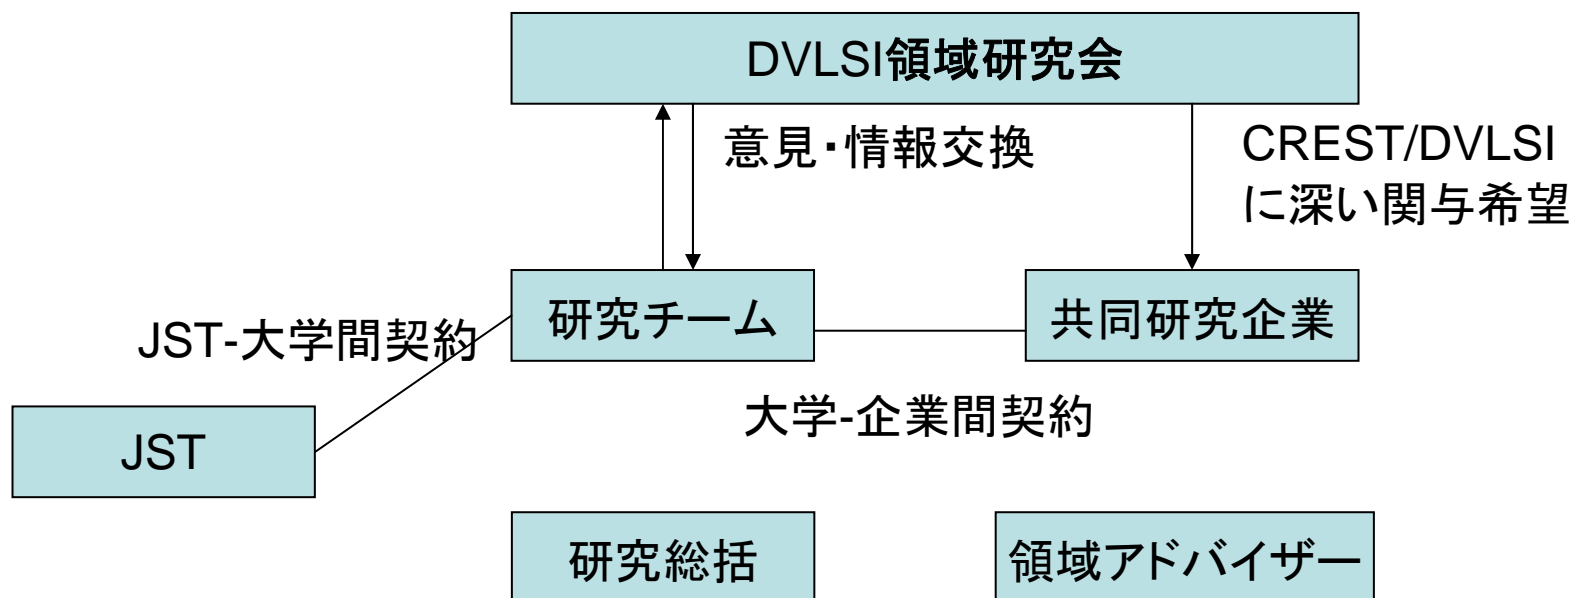 DVLSI領域研究会
意見・情報交換
CREST/DVLSI
に深い関与希望
研究チーム
共同研究企業
JST-大学間契約
大学-企業間契約
JST
研究総括
領域アドバイザー